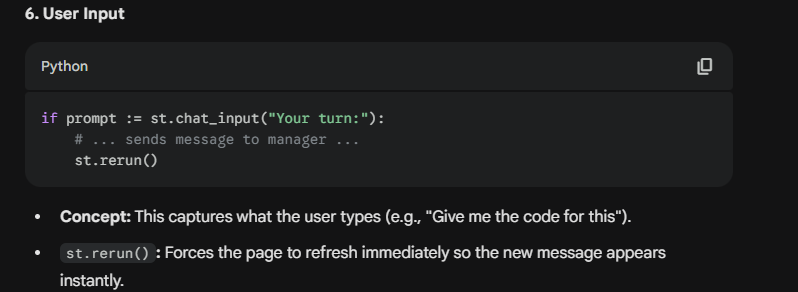 6. User Input
Python
if prompt := st.chat_input("Your turn:"):
    # ... sends message to manager ...
    st.rerun()
• Concept: This captures what the user types (e.g., "Give me the code for this").
• st.rerun() : Forces the page to refresh immediately so the new message appears
instantly.